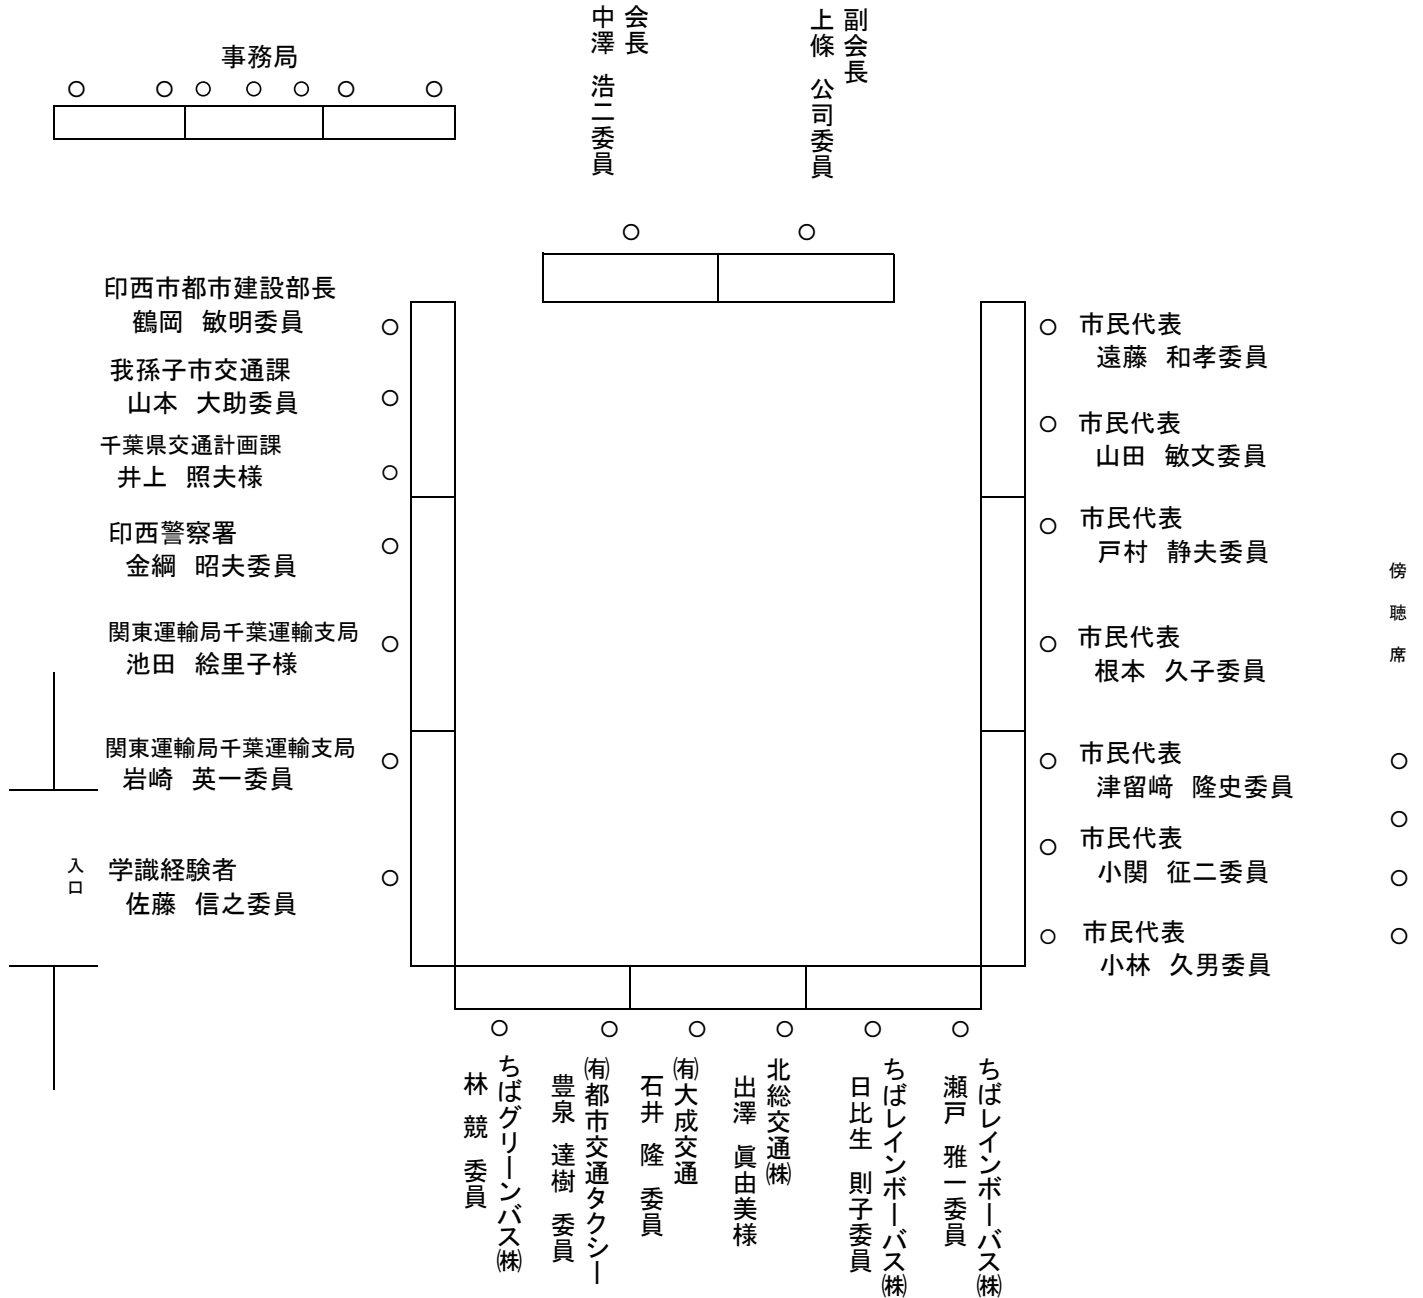 事務局
会長
中澤 浩二委員
副会長
上條 公司委員
印西市都市建設部長
鶴岡 敏明委員
我孫子市交通課
山本 大助委員
千葉県交通計画課
井上 照夫様
印西警察署
金綱 昭夫委員
関東運輸局千葉運輸支局
池田 絵里子様
関東運輸局千葉運輸支局
岩崎 英一委員
学識経験者
佐藤 信之委員
入口
市民代表
遠藤 和孝委員
市民代表
山田 敏文委員
市民代表
戸村 静夫委員
市民代表
根本 久子委員
市民代表
津留﨑 隆史委員
市民代表
小関 征二委員
市民代表
小林 久男委員
傍聴席
ちばグリーンバス㈱
林 競 委員
㈲都市交通タクシー
豊泉 達樹 委員
㈲大成交通
石井 隆 委員
北総交通㈱
出澤 眞由美様
ちばレインボーバス㈱
日比生 則子委員
ちばレインボーバス㈱
瀬戸 雅一委員